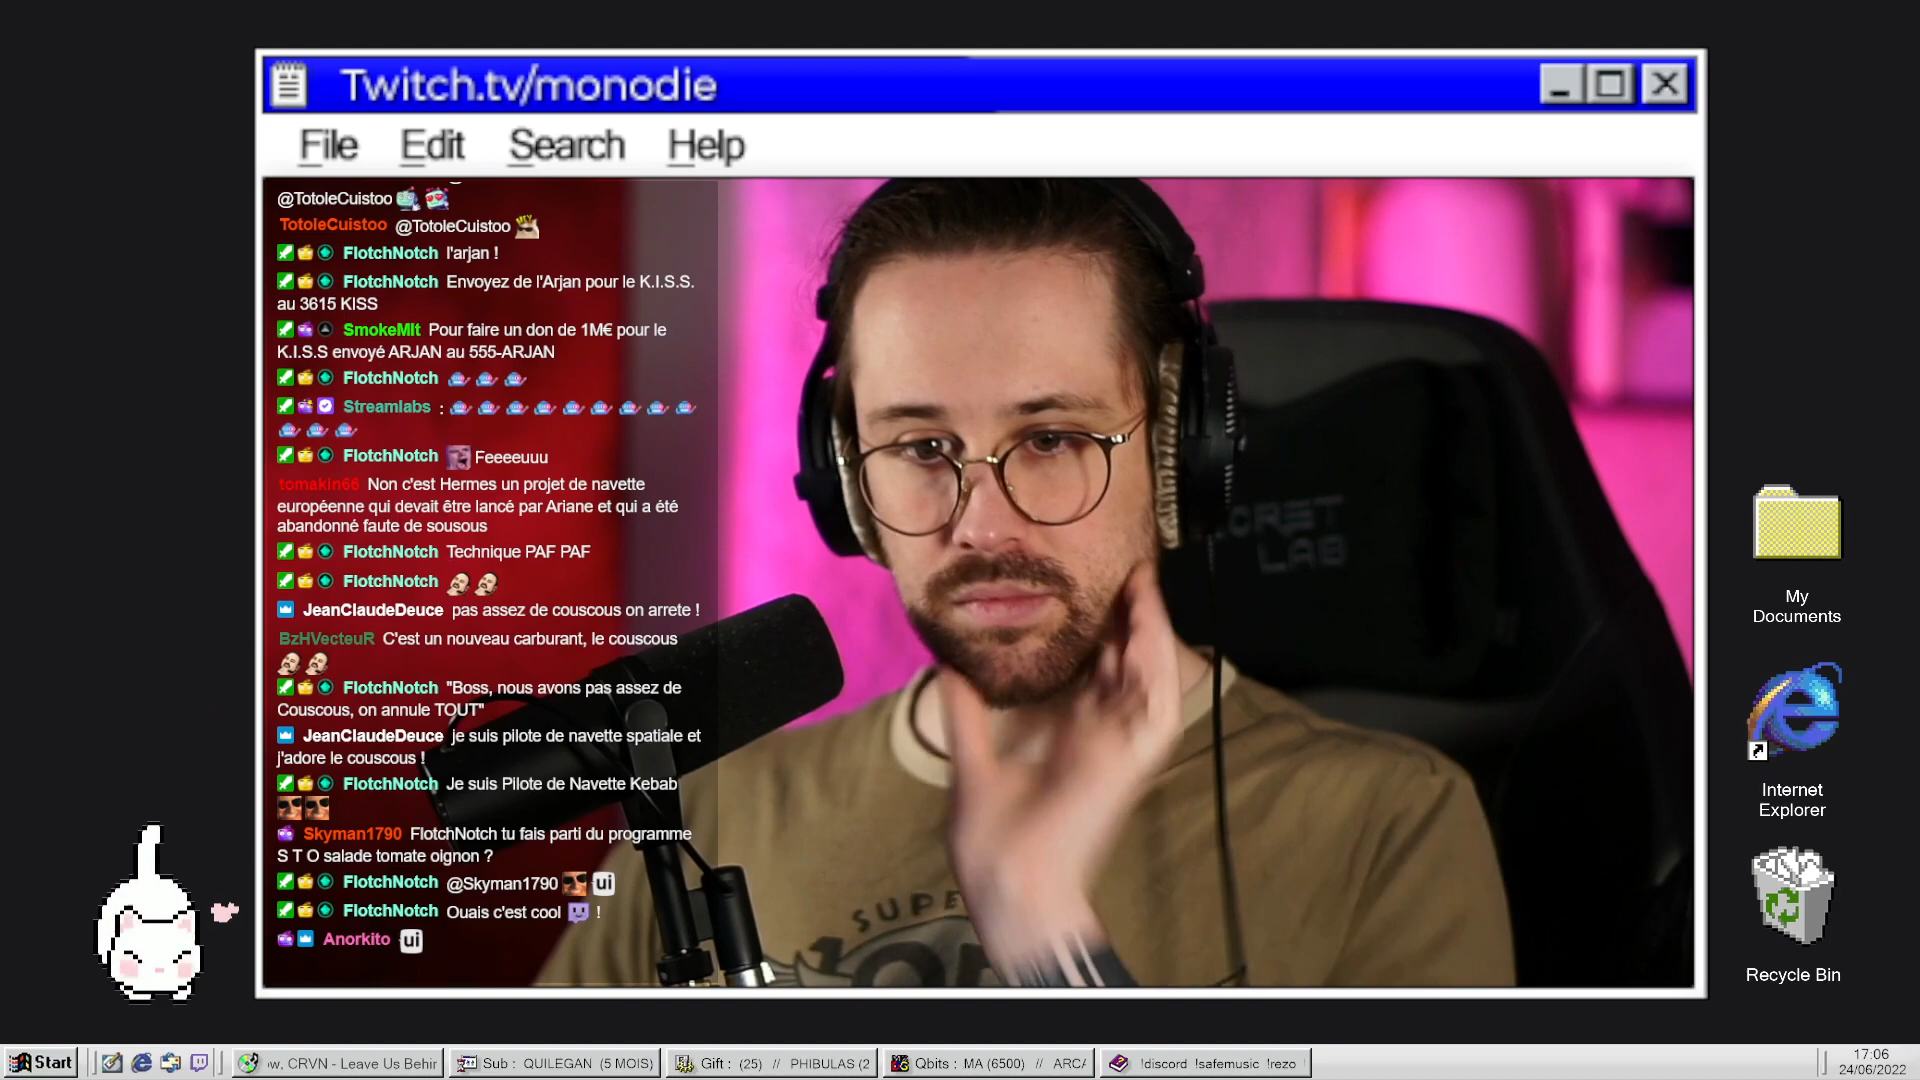 Twitch.tv/monodie
File Edit Search Help
@TotoleCuistoo
TotoleCuistoo @TotoleCuistoo
FlotchNotch l'arjan !
FlotchNotch Envoyez de l'Arjan pour le K.I.S.S.
au 3615 KISS
SmokeMlt Pour faire un don de 1M€ pour le
K.I.S.S envoyé ARJAN au 555-ARJAN
FlotchNotch
Streamlabs :
FlotchNotch Feeeeuuu
tomakin66 Non c'est Hermes un projet de navette
européenne qui devait être lancé par Ariane et qui a été
abandonné faute de sousous
FlotchNotch Technique PAF PAF
FlotchNotch
JeanClaudeDeuce pas assez de couscous on arrete !
BzHVecteuR C'est un nouveau carburant, le couscous
FlotchNotch "Boss, nous avons pas assez de
Couscous, on annule TOUT"
JeanClaudeDeuce je suis pilote de navette spatiale et
j'adore le couscous !
FlotchNotch Je suis Pilote de Navette Kebab
Skyman1790 FlotchNotch tu fais parti du programme
S T O salade tomate oignon ?
FlotchNotch @Skyman1790 ui
FlotchNotch Ouais c'est cool !
Anorkito ui
CRET
LAB
SUPE
My
Documents
Internet
Explorer
Recycle Bin
Start
ow, CRVN - Leave Us Behir
Sub : QUILEGAN (5 MOIS)
Gift : (25) // PHIBULAS (2
Qbits : MA (6500) // ARCA
!discord !safemusic !rezo
17:06
24/06/2022